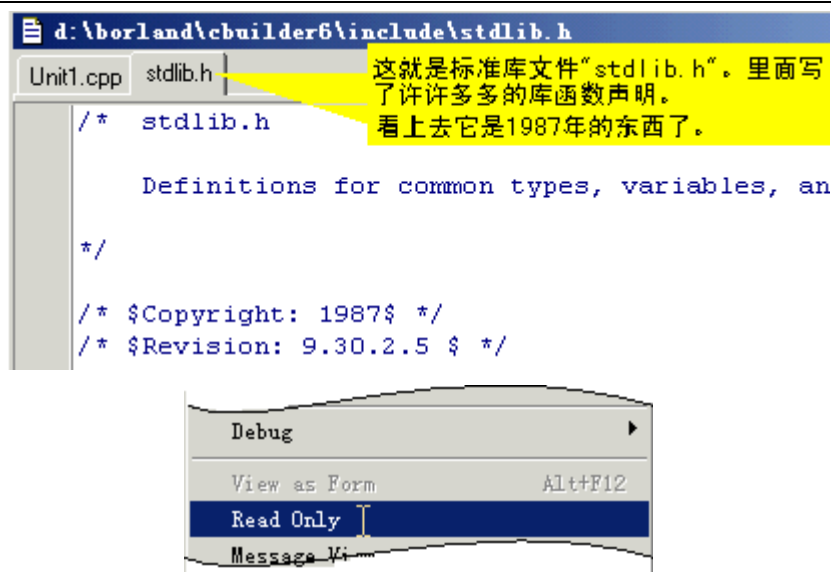 d:\borland\cbuilder6\include\stdlib.h
Unit1.cpp stdlib.h
这就是标准库文件"stdlib.h"。里面写
了许许多多的库函数声明。
看上去它是1987年的东西了。
/* stdlib.h
Definitions for common types, variables, an
*/
/* $Copyright: 1987$ */
/* $Revision: 9.30.2.5 $ */
Debug
View as Form Alt+F12
Read Only
Message Vi